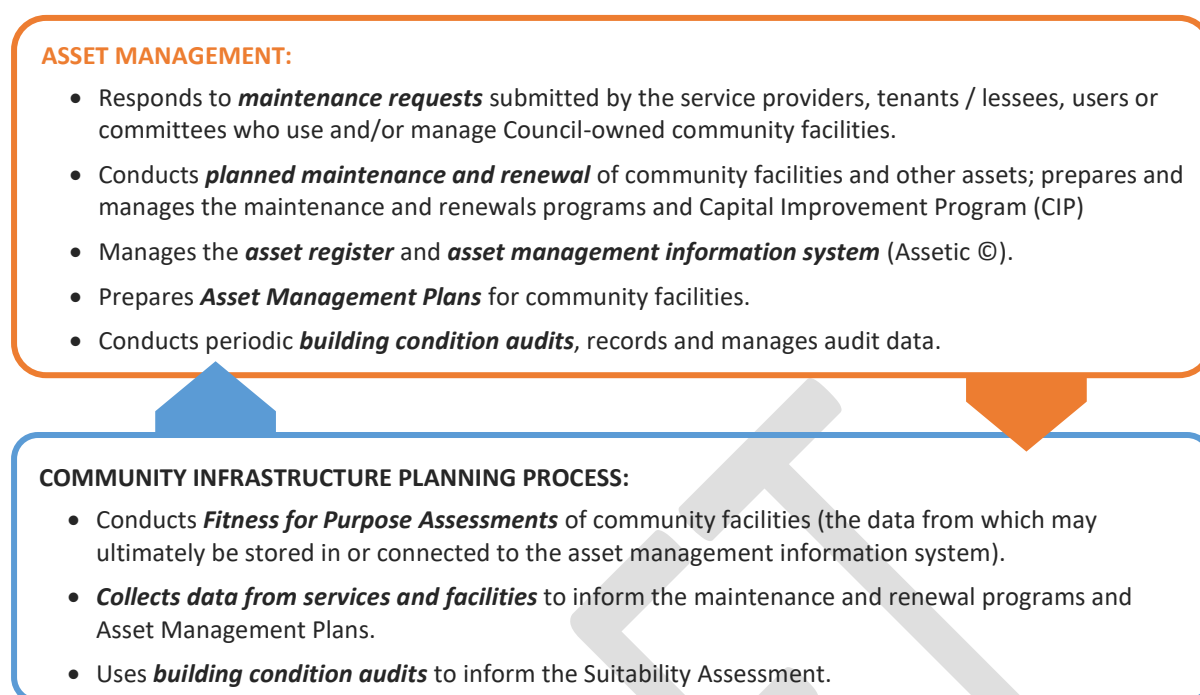 ASSET MANAGEMENT:
• Responds to maintenance requests submitted by the service providers, tenants / lessees, users or
committees who use and/or manage Council-owned community facilities.
• Conducts planned maintenance and renewal of community facilities and other assets; prepares and
manages the maintenance and renewals programs and Capital Improvement Program (CIP)
• Manages the asset register and asset management information system (Assetic ©).
• Prepares Asset Management Plans for community facilities.
• Conducts periodic building condition audits, records and manages audit data.
COMMUNITY INFRASTRUCTURE PLANNING PROCESS:
• Conducts Fitness for Purpose Assessments of community facilities (the data from which may
ultimately be stored in or connected to the asset management information system).
• Collects data from services and facilities to inform the maintenance and renewal programs and
Asset Management Plans.
• Uses building condition audits to inform the Suitability Assessment.